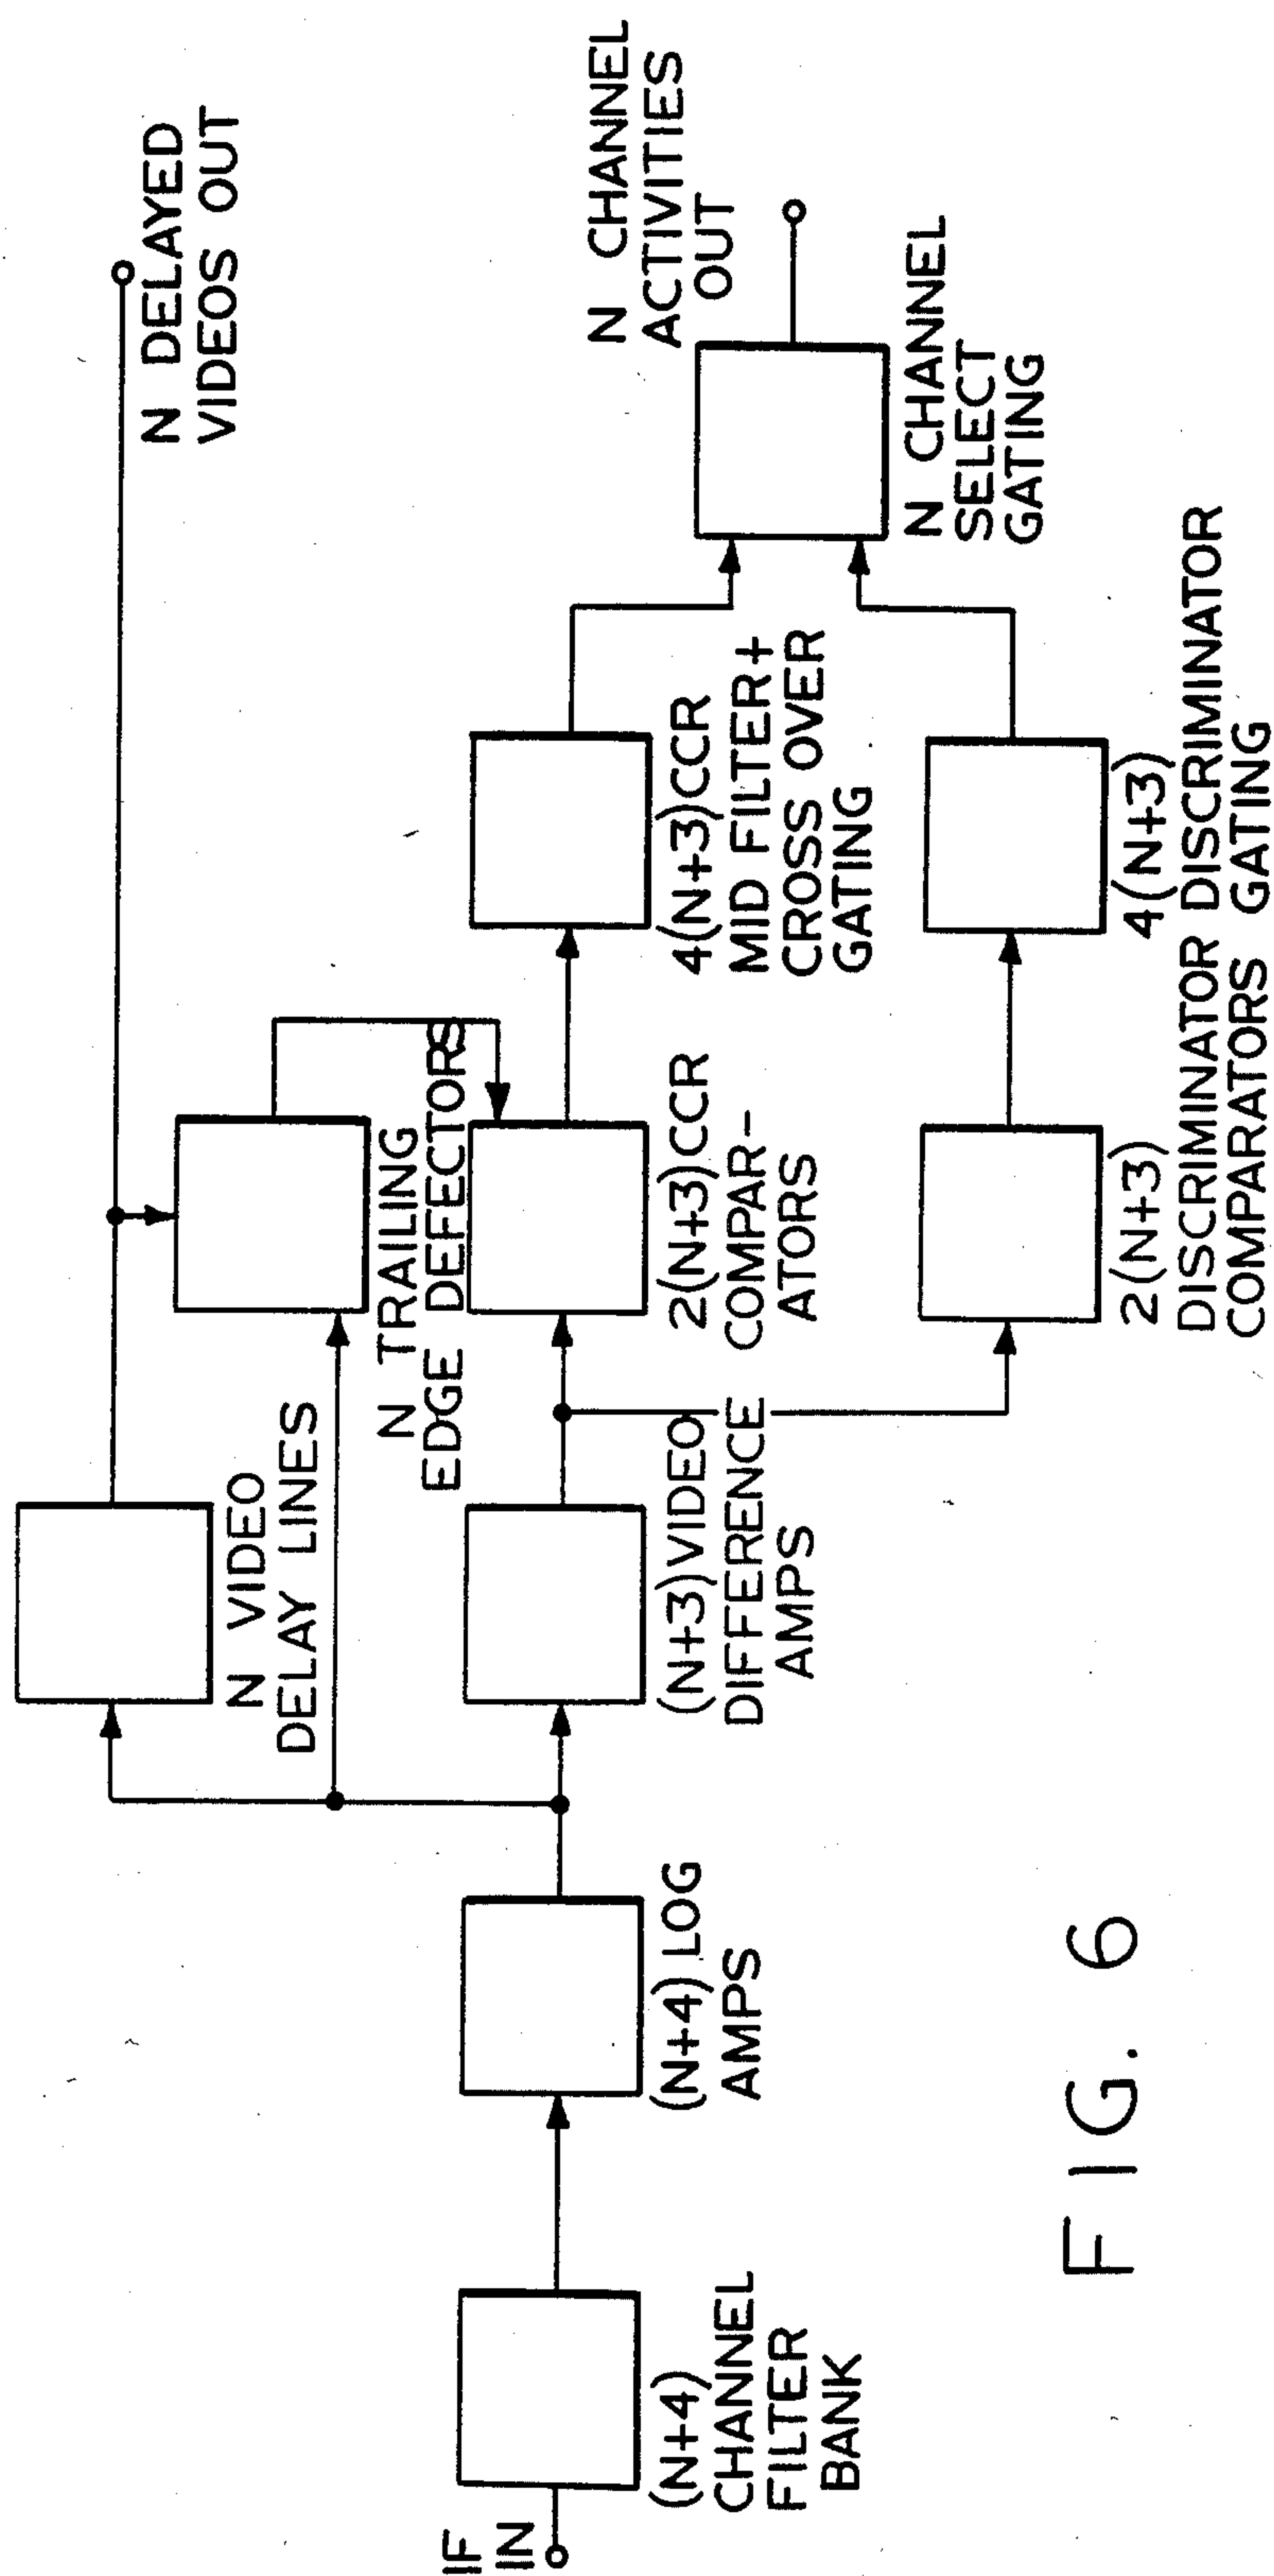 IF
IN
(N+4)
CHANNEL
FILTER
BANK
(N+4) LOG
AMPS
N VIDEO
DELAY LINES
(N+3) VIDEO
DIFFERENCE
AMPS
N TRAILING
EDGE DEFECTORS
2(N+3)CCR
COMPAR-
ATORS
2(N+3)
DISCRIMINATOR
COMPARATORS
4(N+3)CCR
MID FILTER+
CROSS OVER
GATING
4(N+3)
DISCRIMINATOR
GATING
N CHANNEL
SELECT
GATING
N DELAYED
VIDEOS OUT
N CHANNEL
ACTIVITIES
OUT
FIG. 6